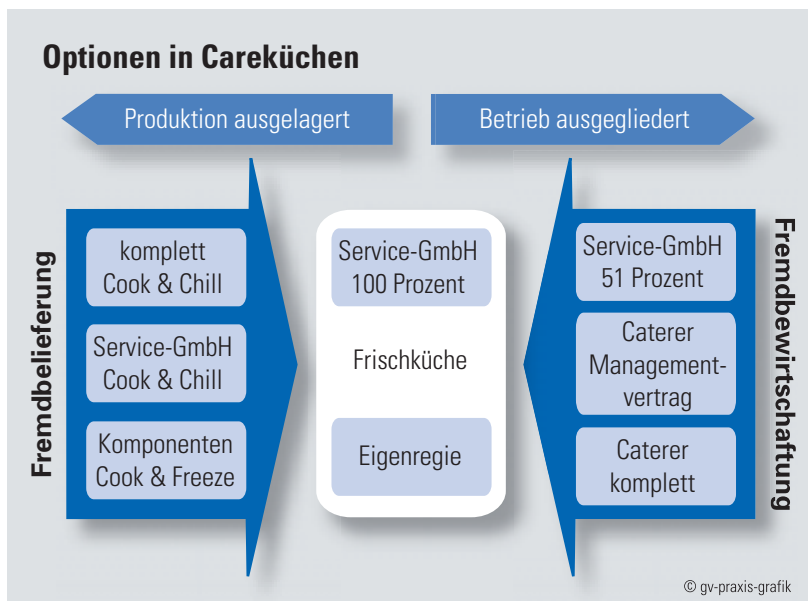 Optionen in Careküchen
Produktion ausgelagert
Betrieb ausgegliedert
Fremdbelieferung
komplett
Cook & Chill
Service-GmbH
Cook & Chill
Komponenten
Cook & Freeze
Service-GmbH
100 Prozent
Frischküche
Eigenregie
Service-GmbH
51 Prozent
Caterer
Management-
vertrag
Caterer
komplett
Fremdbewirtschaftung
© gv-praxis-grafik